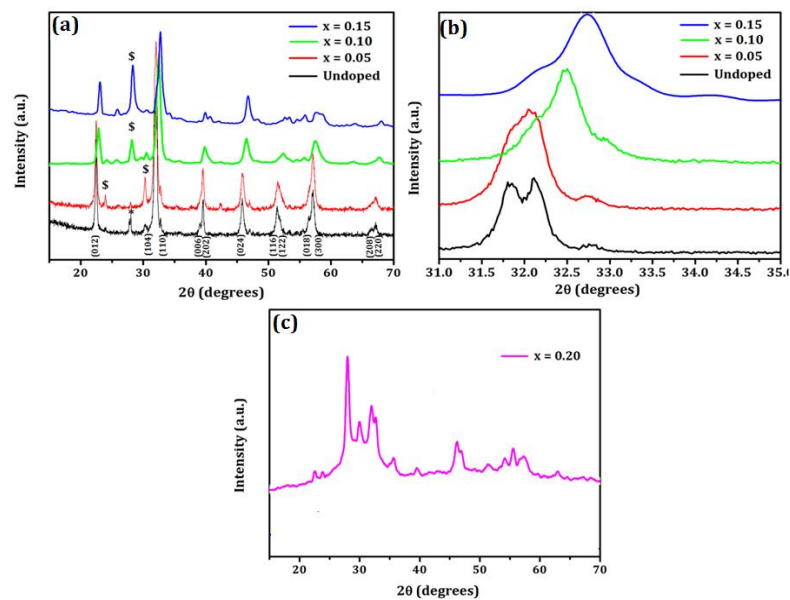 (a)
x = 0.15
x = 0.10
x = 0.05
Undoped
$
$
$
$
*
(012)
(104)
(110)
(006)
(202)
(024)
(116)
(122)
(018)
(300)
(208)
(220)
20 30 40 50 60 70
2θ (degrees)
Intensity (a.u.)
(b)
x = 0.15
x = 0.10
x = 0.05
Undoped
31.0 31.5 32.0 32.5 33.0 33.5 34.0 34.5 35.0
2θ (degrees)
Intensity (a.u.)
(c)
x = 0.20
20 30 40 50 60 70
2θ (degrees)
Intensity (a.u.)